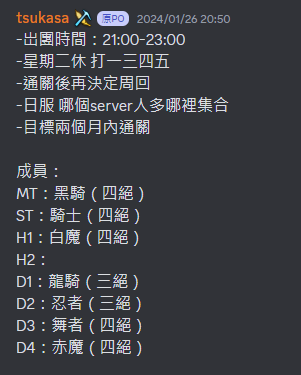 tsukasa 原PO 2024/01/26 20:50
-出團時間：21:00-23:00
-星期二休 打一三四五
-通關後再決定周回
-日服 哪個server人多哪裡集合
-目標兩個月內通關
成員：
MT：黑騎（四絕）
ST：騎士（四絕）
H1：白魔（四絕）
H2：
D1：龍騎（三絕）
D2：忍者（三絕）
D3：舞者（四絕）
D4：赤魔（四絕）